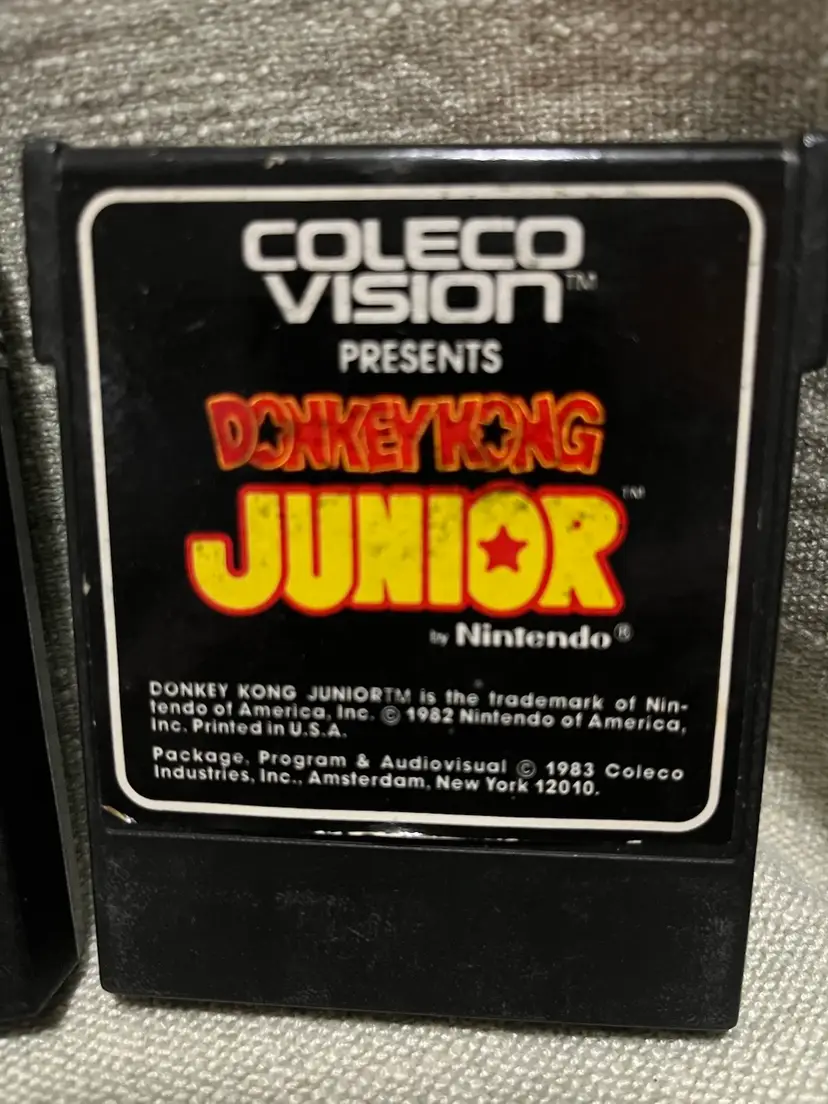 COLECO
VISION™
PRESENTS
DONKEY KONG
JUNIOR™
by Nintendo®
DONKEY KONG JUNIORTM is the trademark of Nin-
tendo of America, Inc. © 1982 Nintendo of America,
Inc. Printed in U.S.A.
Package, Program & Audiovisual © 1983 Coleco
Industries, Inc., Amsterdam, New York 12010.